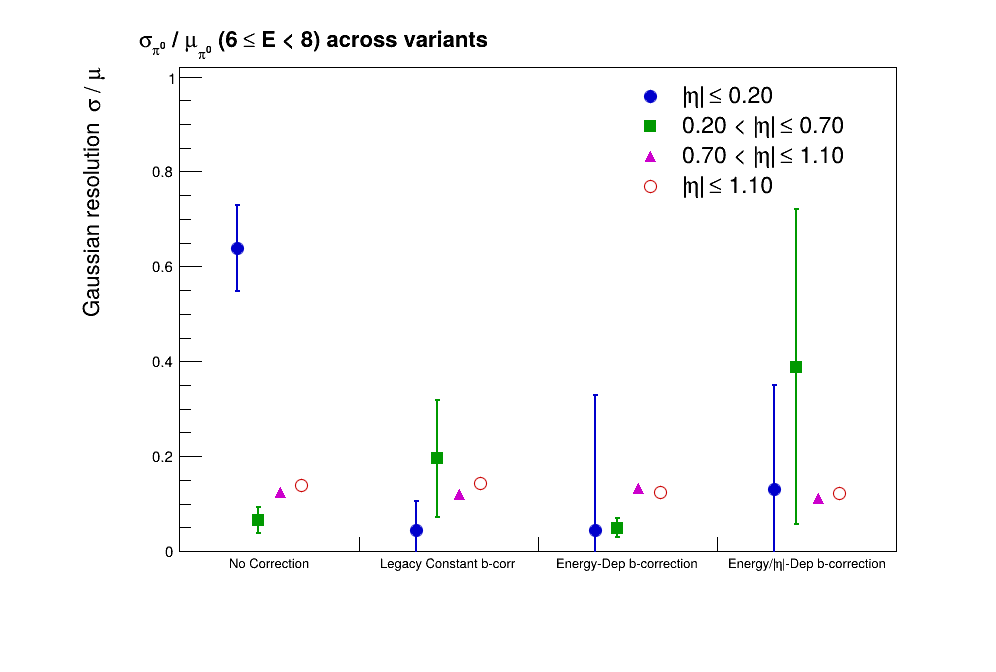 σπ⁰ / μπ⁰ (6 ≤ E < 8) across variants
Gaussian resolution σ / μ
1
0.8
0.6
0.4
0.2
0
|η| ≤ 0.20
0.20 < |η| ≤ 0.70
0.70 < |η| ≤ 1.10
|η| ≤ 1.10
No Correction
Legacy Constant b-corr
Energy-Dep b-correction
Energy/|η|-Dep b-correction